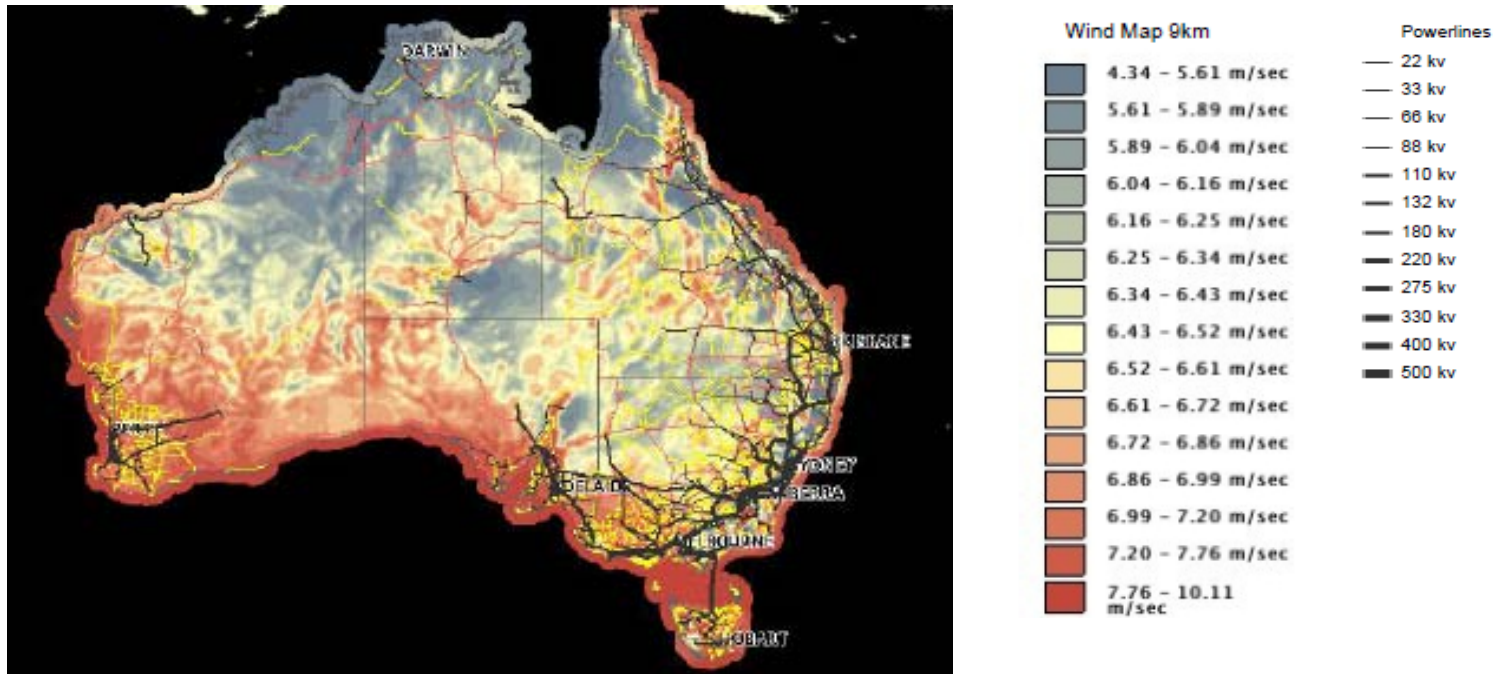 DARWIN
BRISBANE
PERTH
YDNEY
BERRA
DELAID
MELBOURNE
HOBART
Wind Map 9km
4.34 - 5.61 m/sec
5.61 - 5.89 m/sec
5.89 - 6.04 m/sec
6.04 - 6.16 m/sec
6.16 - 6.25 m/sec
6.25 - 6.34 m/sec
6.34 - 6.43 m/sec
6.43 - 6.52 m/sec
6.52 - 6.61 m/sec
6.61 - 6.72 m/sec
6.72 - 6.86 m/sec
6.86 - 6.99 m/sec
6.99 - 7.20 m/sec
7.20 - 7.76 m/sec
7.76 - 10.11
m/sec
Powerlines
22 kv
33 kv
66 kv
88 kv
110 kv
132 kv
180 kv
220 kv
275 kv
330 kv
400 kv
500 kv